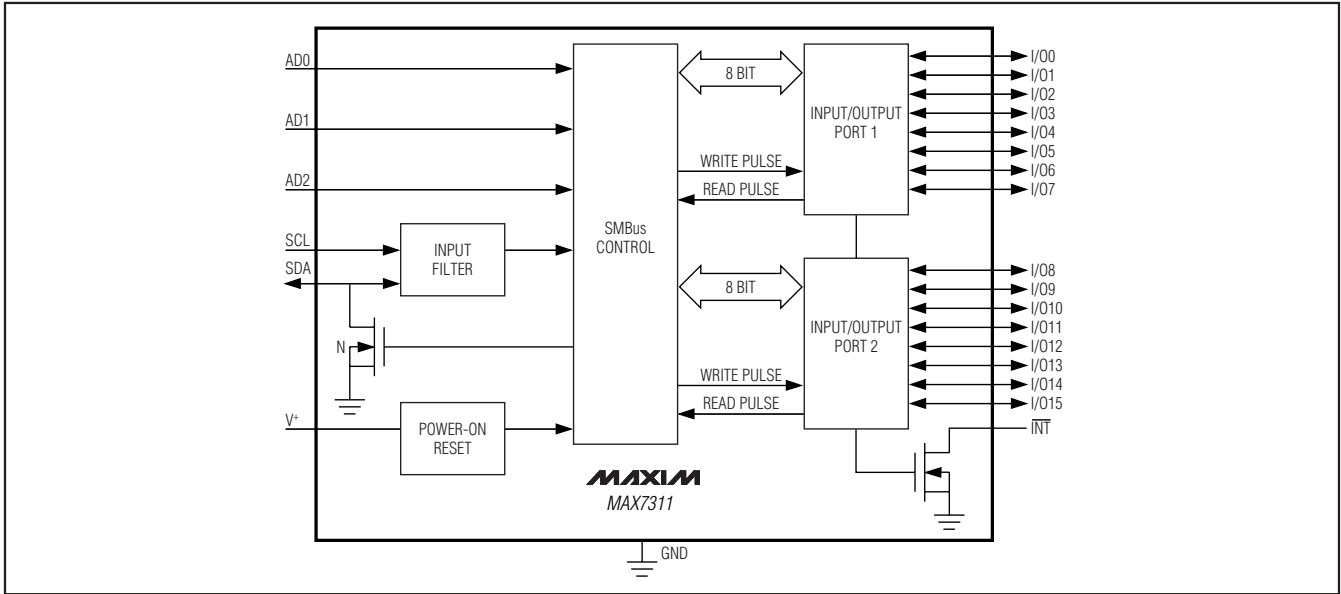 AD0
AD1
AD2
SCL
SDA
N
V+
INPUT
FILTER
POWER-ON
RESET
SMBus
CONTROL
8 BIT
WRITE PULSE
READ PULSE
8 BIT
WRITE PULSE
READ PULSE
INPUT/OUTPUT
PORT 1
INPUT/OUTPUT
PORT 2
I/O0
I/O1
I/O2
I/O3
I/O4
I/O5
I/O6
I/O7
I/O8
I/O9
I/O10
I/O11
I/O12
I/O13
I/O14
I/O15
INT
MAXIM
MAX7311
GND